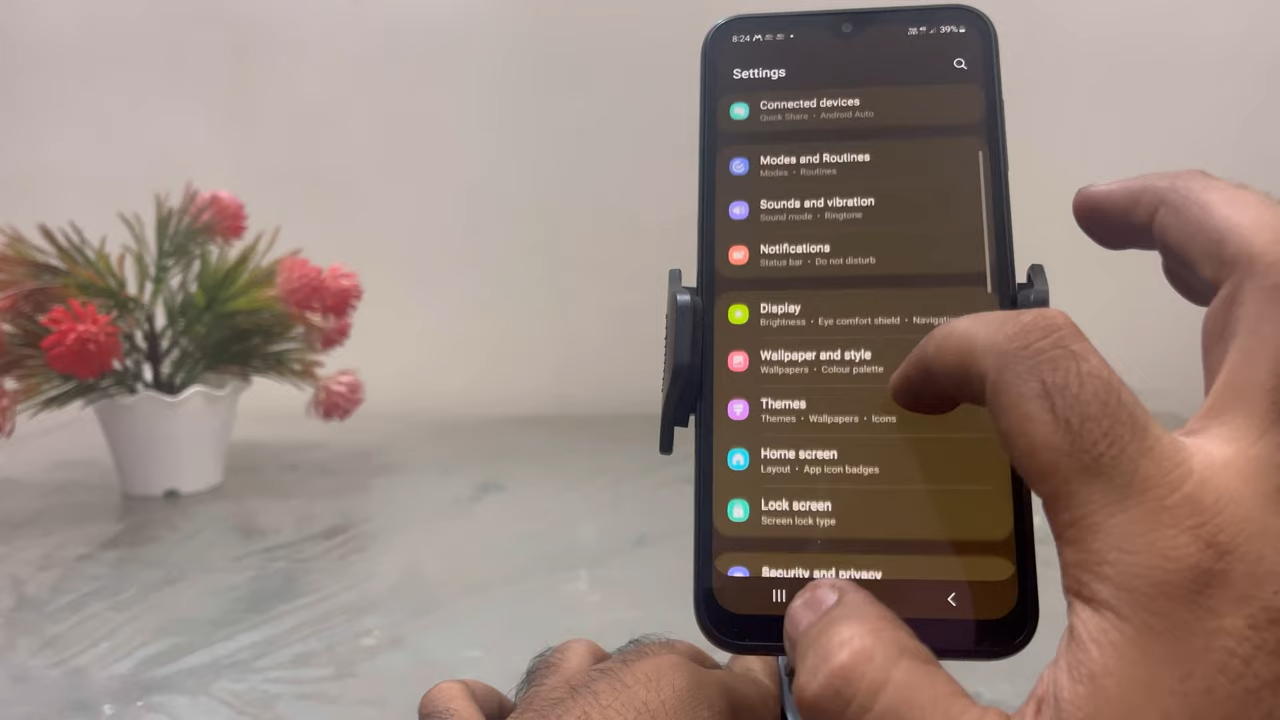 8:24
39%
Settings
Connected devices
Quick Share • Android Auto
Modes and Routines
Modes • Routines
Sounds and vibration
Sound mode • Ringtone
Notifications
Status bar • Do not disturb
Display
Brightness • Eye comfort shield • Navigation
Wallpaper and style
Wallpapers • Colour palette
Themes
Themes • Wallpapers • Icons
Home screen
Layout • App icon badges
Lock screen
Screen lock type
Security and privacy